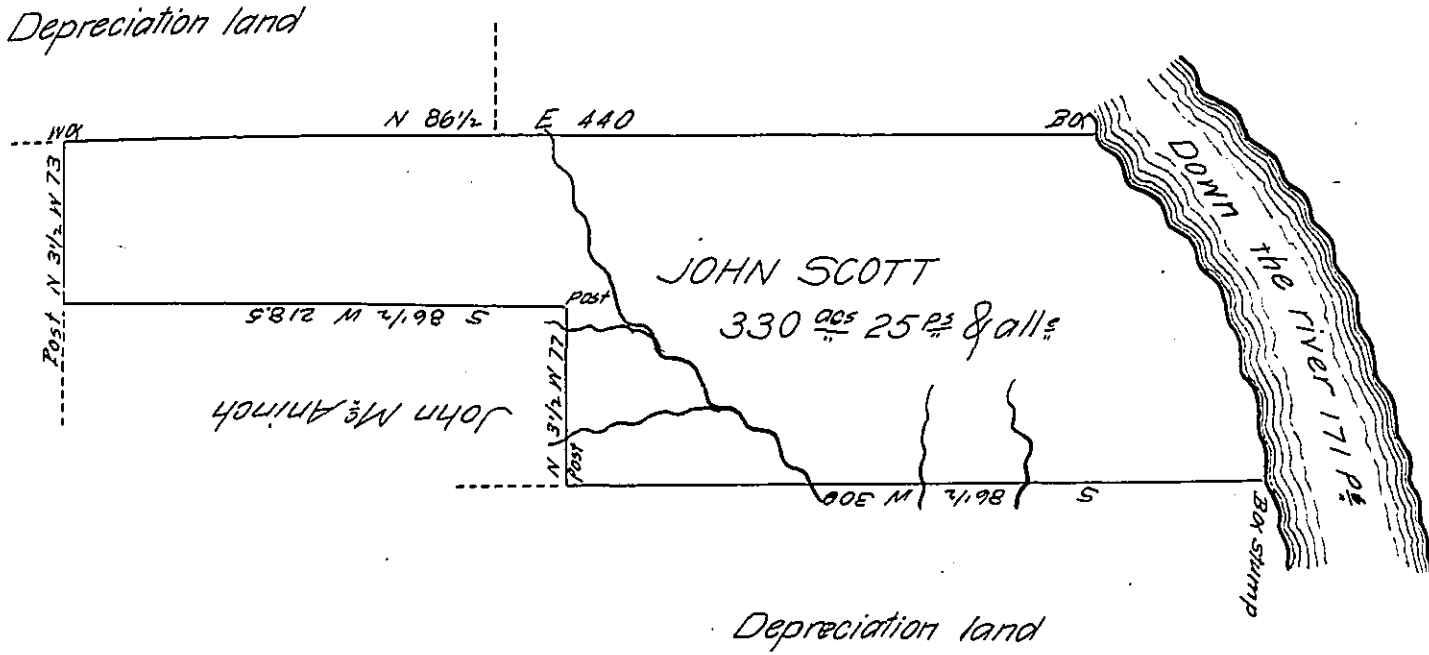 Depreciation land
N 86½ E 440
WO
BO
Down the river 171 Ps
N 3½ W 73
JOHN SCOTT
330 acs 25 ps & alls
Post
S 86½ W 218.5
Post
N 3½ W 77
John McAninch
Post
S 86½ W 306
BO stump
Depreciation land